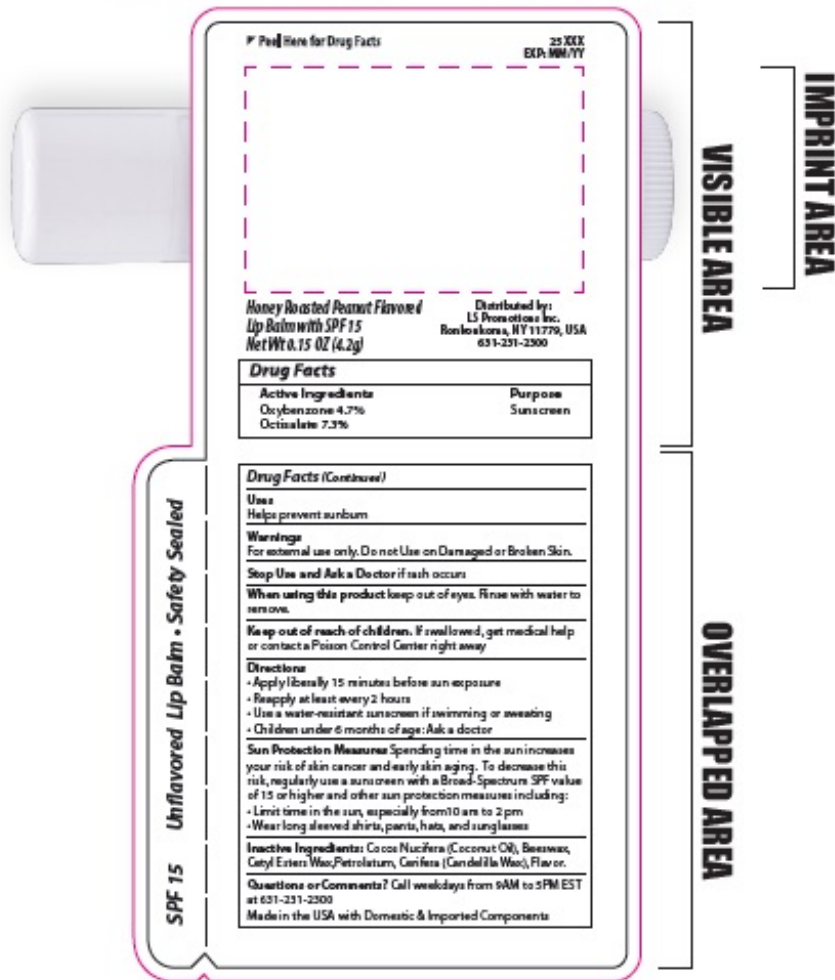 Peel Here for Drug Facts
25 XXX
EXP: MM/YY
Honey Roasted Peanut Flavored
Lip Balm with SPF 15
Net Wt 0.15 OZ (4.2g)
Distributed by:
LS Promotions Inc.
Ronkonkoma, NY 11779, USA
631-231-2300
Drug Facts
Active Ingredients Purpose
Oxybenzone 4.7% Sunscreen
Octisalate 7.3%
Drug Facts (Continued)
Uses
Helps prevent sunburn
Warnings
For external use only. Do not Use on Damaged or Broken Skin.
Stop Use and Ask a Doctor if rash occurs
When using this product keep out of eyes. Rinse with water to
remove.
Keep out of reach of children. If swallowed, get medical help
or contact a Poison Control Center right away
Directions
• Apply liberally 15 minutes before sun exposure
• Reapply at least every 2 hours
• Use a water-resistant sunscreen if swimming or sweating
• Children under 6 months of age: Ask a doctor
Sun Protection Measures Spending time in the sun increases
your risk of skin cancer and early skin aging. To decrease this
risk, regularly use a sunscreen with a Broad-Spectrum SPF value
of 15 or higher and other sun protection measures including:
• Limit time in the sun, especially from 10 am to 2 pm
• Wear long sleeved shirts, pants, hats, and sunglasses
Inactive Ingredients: Cocos Nucifera (Coconut Oil), Beeswax,
Cetyl Esters Wax, Petrolatum, Cerifera (Candelilla Wax), Flavor.
Questions or Comments? Call weekdays from 9AM to 5PM EST
at 631-231-2300
Made in the USA with Domestic & Imported Components
SPF 15 Unflavored Lip Balm • Safety Sealed
IMPRINT AREA
VISIBLE AREA
OVERLAPPED AREA